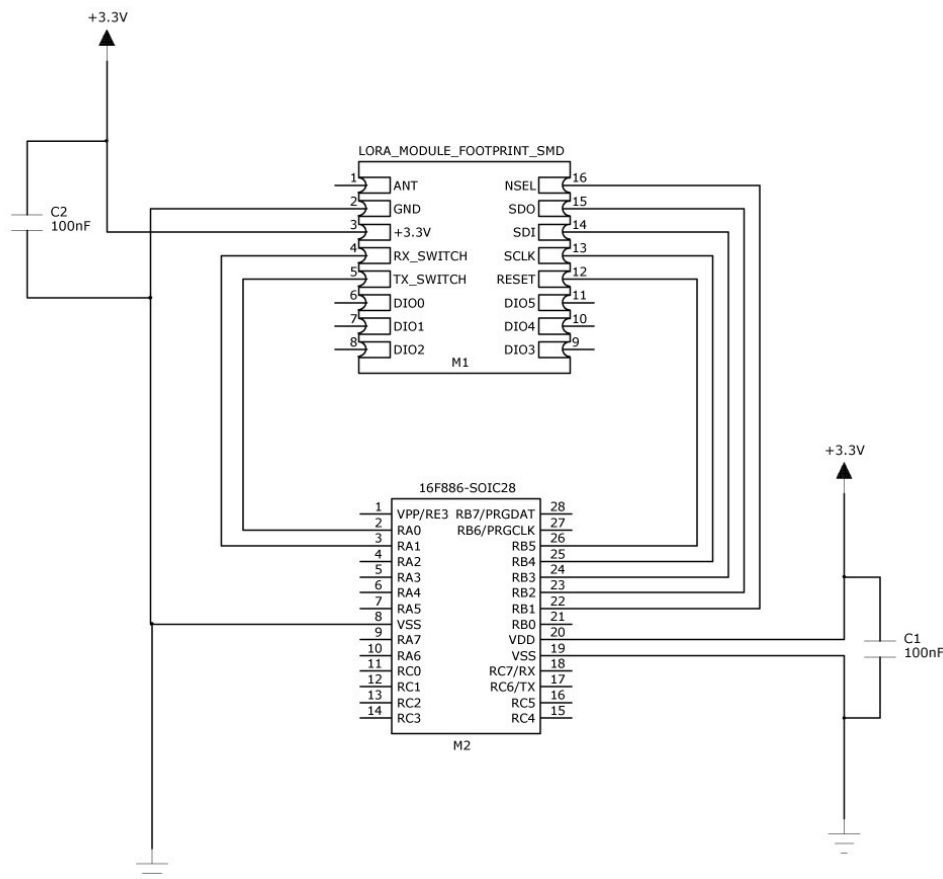 +3.3V
LORA_MODULE_FOOTPRINT_SMD
1 ANT NSEL 16
2 GND SDO 15
3 +3.3V SDI 14
4 RX_SWITCH SCLK 13
5 TX_SWITCH RESET 12
6 DIO0 DIO5 11
7 DIO1 DIO4 10
8 DIO2 DIO3 9
M1
C2
100nF
+3.3V
16F886-SOIC28
1 VPP/RE3 RB7/PRGDAT 28
2 RA0 RB6/PRGCLK 27
3 RA1 RB5 26
4 RA2 RB4 25
5 RA3 RB3 24
6 RA4 RB2 23
7 RA5 RB1 22
8 VSS RB0 21
9 RA7 VDD 20
10 RA6 VSS 19
11 RC0 RC7/RX 18
12 RC1 RC6/TX 17
13 RC2 RC5 16
14 RC3 RC4 15
M2
C1
100nF